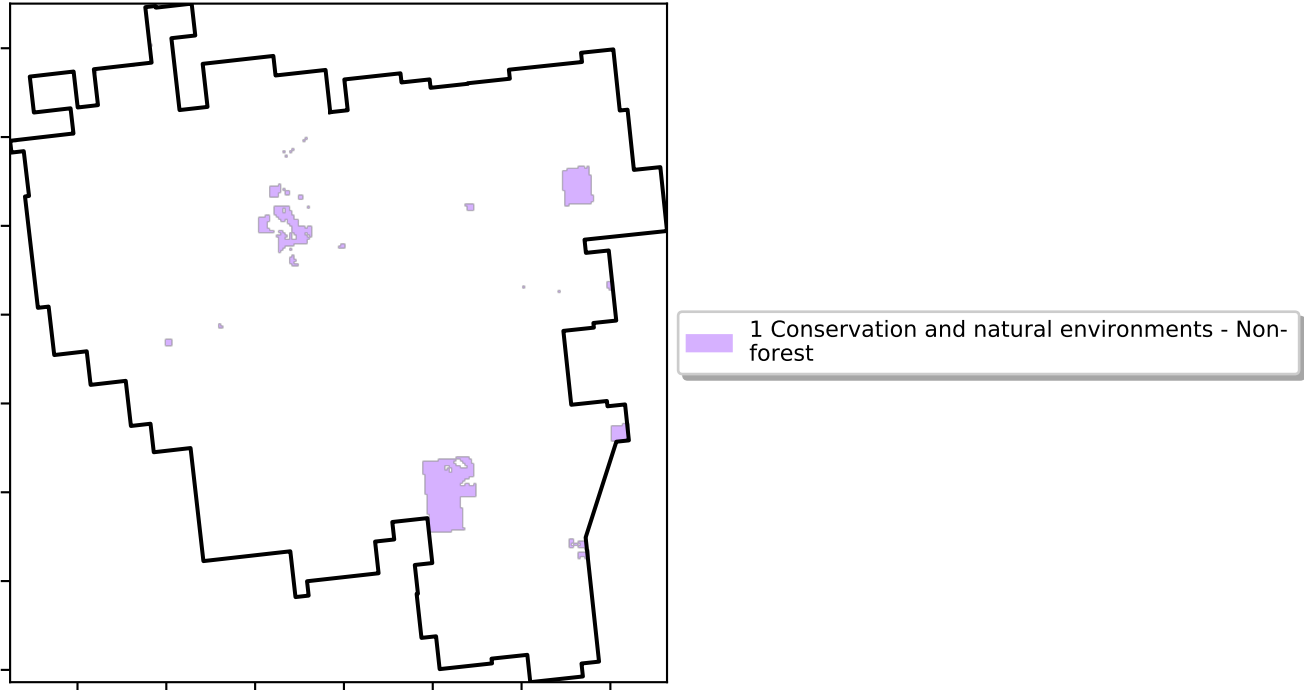 1 Conservation and natural environments - Non-
forest